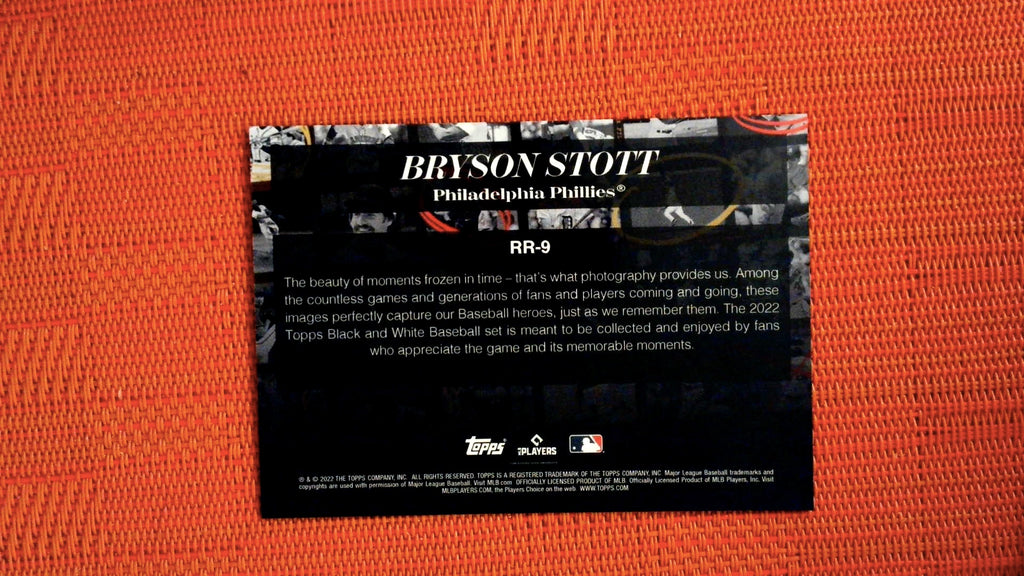 BRYSON STOTT
Philadelphia Phillies®
RR-9
The beauty of moments frozen in time – that's what photography provides us. Among
the countless games and generations of fans and players coming and going, these
images perfectly capture our Baseball heroes, just as we remember them. The 2022
Topps Black and White Baseball set is meant to be collected and enjoyed by fans
who appreciate the game and its memorable moments.
Topps PLAYERS
® & © 2022 THE TOPPS COMPANY, INC. ALL RIGHTS RESERVED. TOPPS IS A REGISTERED TRADEMARK OF THE TOPPS COMPANY, INC. Major League Baseball trademarks and
copyrights are used with permission of Major League Baseball. Visit MLB.com OFFICIALLY LICENSED PRODUCT OF MLB. Officially Licensed Product of MLB Players, Inc. Visit
MLBPLAYERS.COM, the Players Choice on the web. WWW.TOPPS.COM